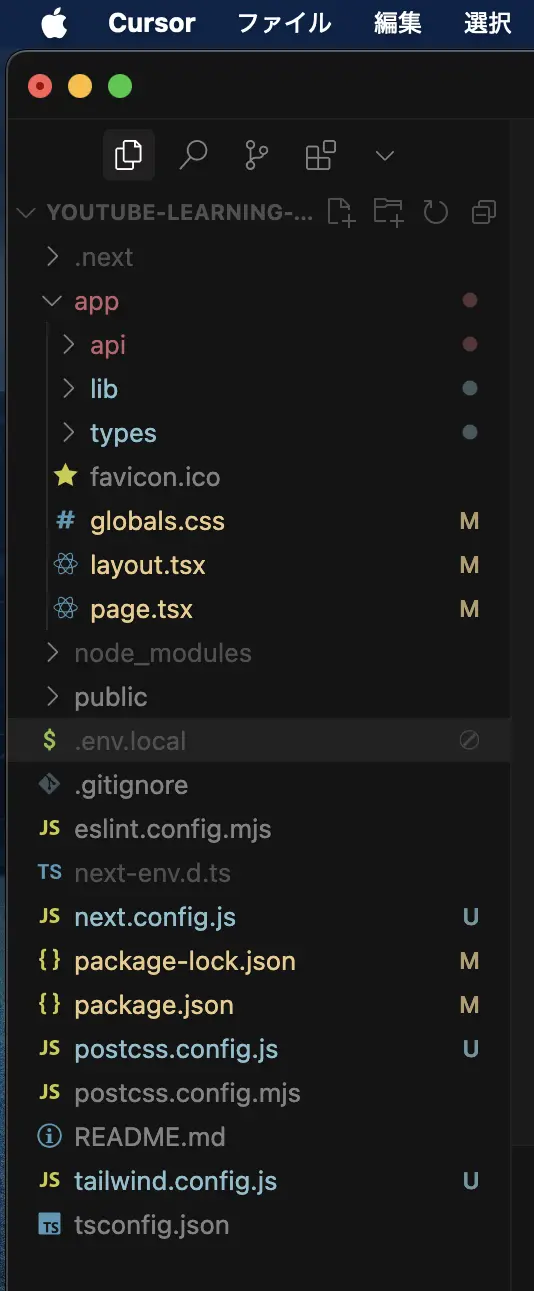 Cursor ファイル 編集 選択
YOUTUBE-LEARNING-...
.next
app
api
lib
types
favicon.ico
# globals.css M
layout.tsx M
page.tsx M
node_modules
public
$ .env.local
.gitignore
JS eslint.config.mjs
TS next-env.d.ts
JS next.config.js U
{} package-lock.json M
{} package.json M
JS postcss.config.js U
JS postcss.config.mjs
README.md
JS tailwind.config.js U
TS tsconfig.json